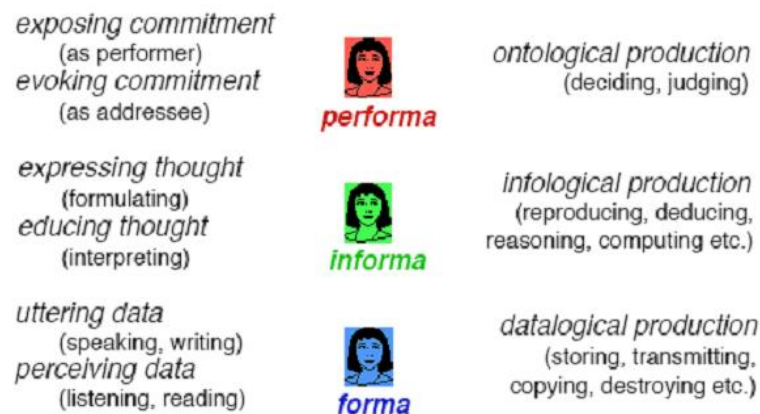 exposing commitment
(as performer)
evoking commitment
(as addressee)
performa
ontological production
(deciding, judging)
expressing thought
(formulating)
educing thought
(interpreting)
informa
infological production
(reproducing, deducing,
reasoning, computing etc.)
uttering data
(speaking, writing)
perceiving data
(listening, reading)
forma
datalogical production
(storing, transmitting,
copying, destroying etc.)